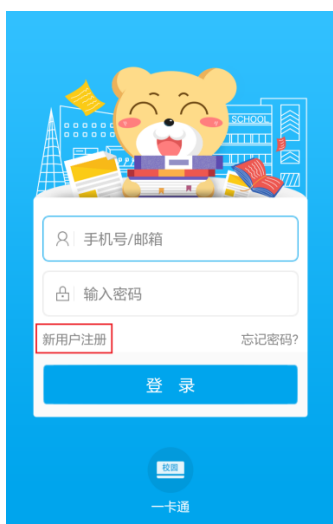 SCHOOL
手机号/邮箱
输入密码
新用户注册
忘记密码?
登 录
校园
一卡通